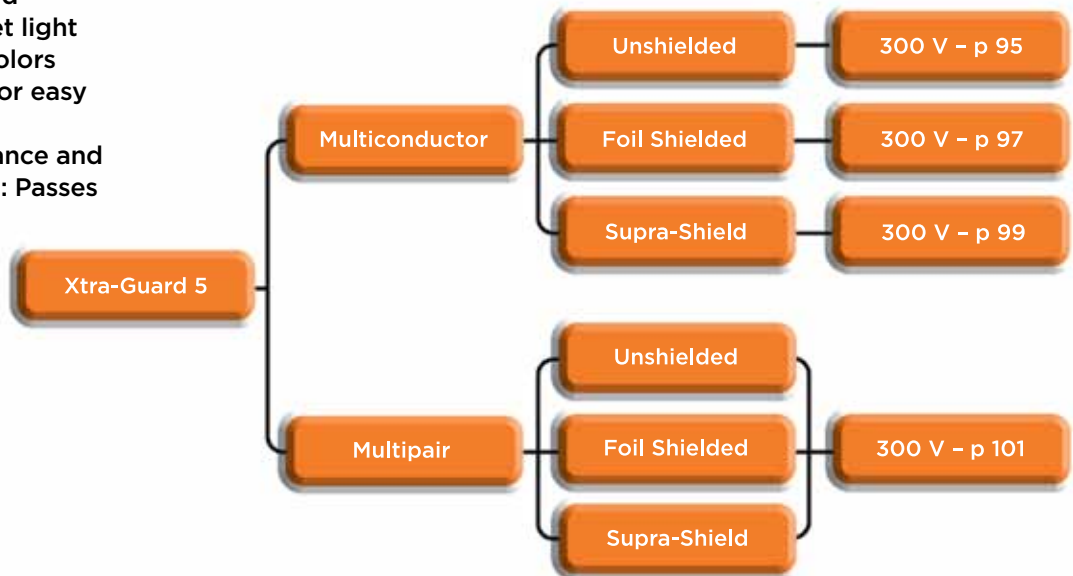 et light
olors
or easy
ance and
: Passes
Xtra-Guard 5
Multiconductor
Unshielded
300 V – p 95
Foil Shielded
300 V – p 97
Supra-Shield
300 V – p 99
Multipair
Unshielded
Foil Shielded
Supra-Shield
300 V – p 101